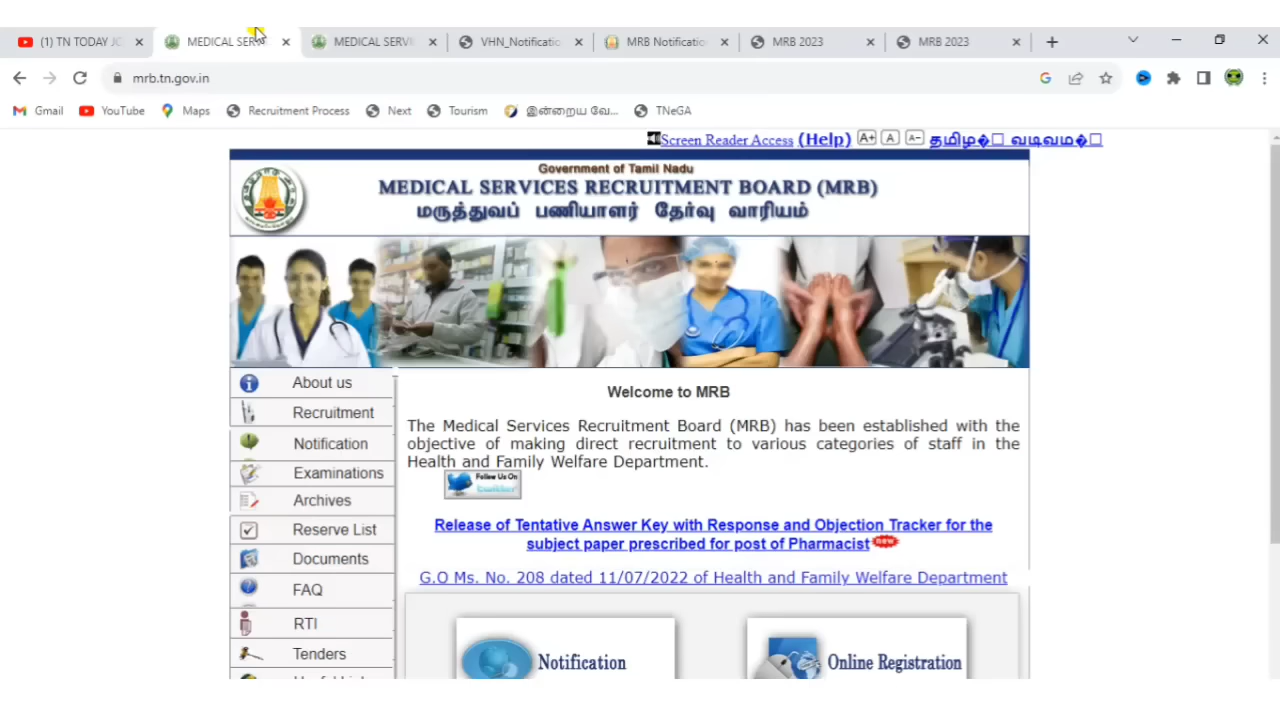 (1) TN TODAY JC
MEDICAL SERV
MEDICAL SERVI
VHN_Notificatio
MRB Notification
MRB 2023
MRB 2023
mrb.tn.gov.in
Gmail
YouTube
Maps
Recruitment Process
Next
Tourism
இன்றைய வே...
TNeGA
Screen Reader Access (Help) A+ A A- தமிழ�□ வடிவம�□
Government of Tamil Nadu
MEDICAL SERVICES RECRUITMENT BOARD (MRB)
மருத்துவப் பணியாளர் தேர்வு வாரியம்
About us
Recruitment
Notification
Examinations
Archives
Reserve List
Documents
FAQ
RTI
Tenders
Welcome to MRB
The Medical Services Recruitment Board (MRB) has been established with the
objective of making direct recruitment to various categories of staff in the
Health and Family Welfare Department.
Follow Us On
twitter
Release of Tentative Answer Key with Response and Objection Tracker for the
subject paper prescribed for post of Pharmacist new
G.O Ms. No. 208 dated 11/07/2022 of Health and Family Welfare Department
Notification
Online Registration